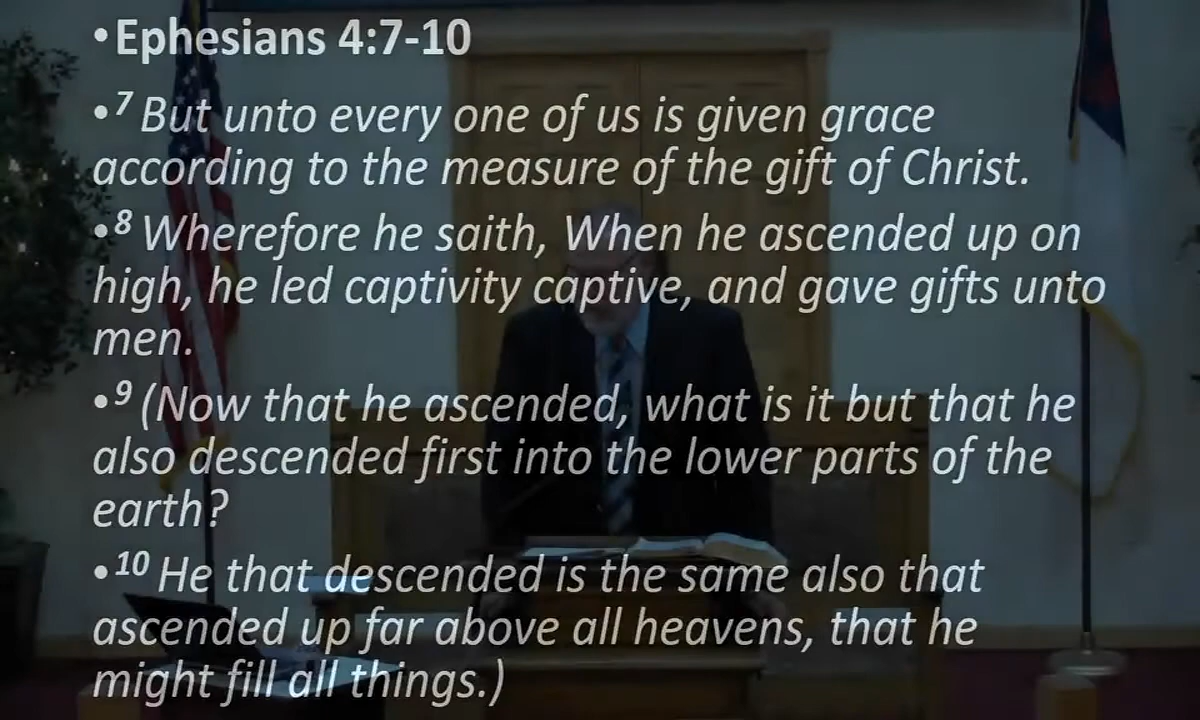 •Ephesians 4:7-10
•7 But unto every one of us is given grace
according to the measure of the gift of Christ.
•8 Wherefore he saith, When he ascended up on
high, he led captivity captive, and gave gifts unto
men.
•9 (Now that he ascended, what is it but that he
also descended first into the lower parts of the
earth?
•10 He that descended is the same also that
ascended up far above all heavens, that he
might fill all things.)